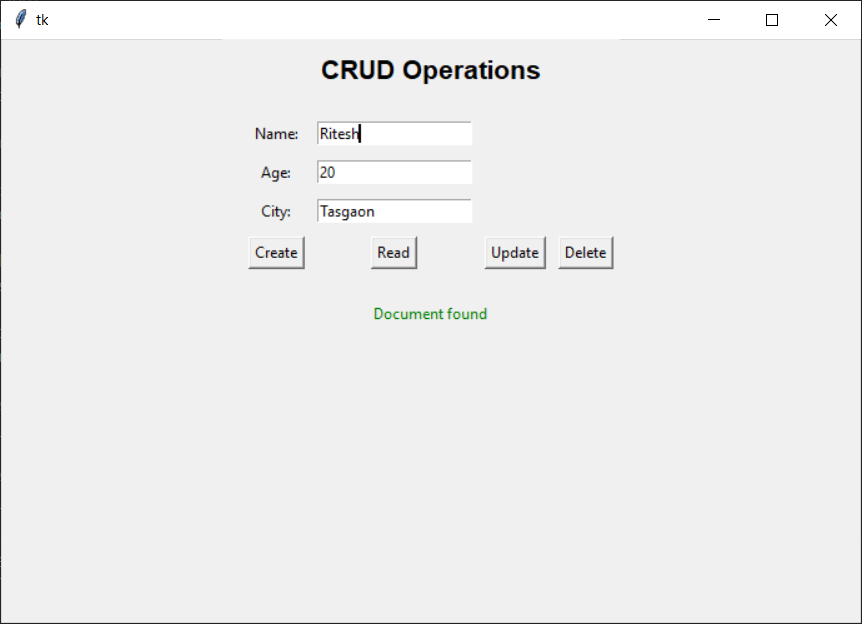 tk
CRUD Operations
Name: Ritesh
Age: 20
City: Tasgaon
Create Read Update Delete
Document found